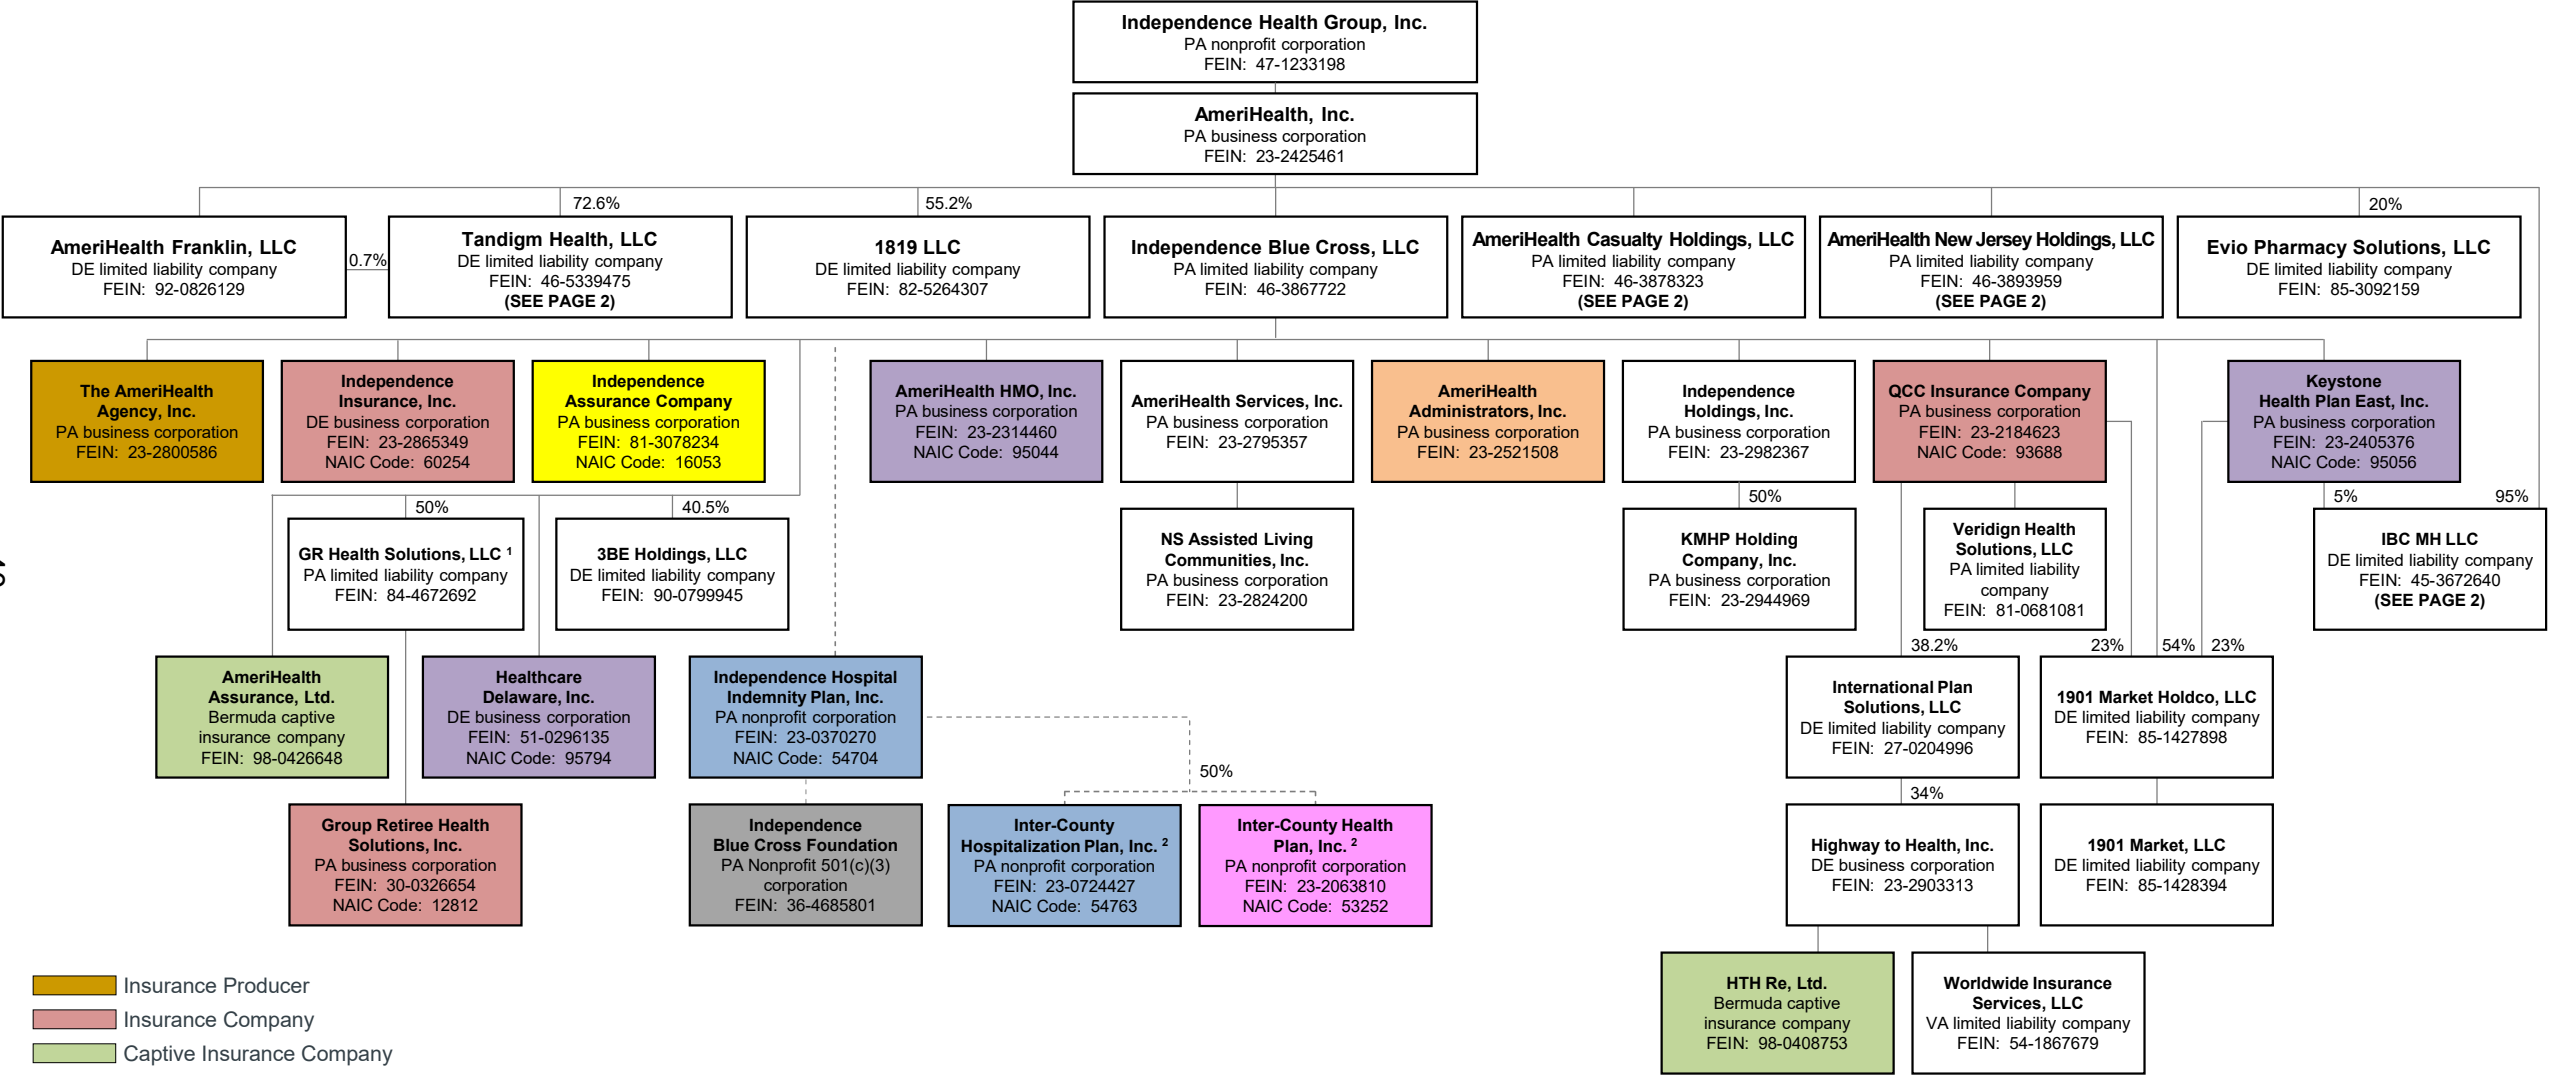 Independence Health Group, Inc.
PA nonprofit corporation
FEIN: 47-1233198
AmeriHealth, Inc.
PA business corporation
FEIN: 23-2425461
72.6%
55.2%
20%
AmeriHealth Franklin, LLC
DE limited liability company
FEIN: 92-0826129
0.7%
Tandigm Health, LLC
DE limited liability company
FEIN: 46-5339475
(SEE PAGE 2)
1819 LLC
DE limited liability company
FEIN: 82-5264307
Independence Blue Cross, LLC
PA limited liability company
FEIN: 46-3867722
AmeriHealth Casualty Holdings, LLC
PA limited liability company
FEIN: 46-3878323
(SEE PAGE 2)
AmeriHealth New Jersey Holdings, LLC
PA limited liability company
FEIN: 46-3893959
(SEE PAGE 2)
Evio Pharmacy Solutions, LLC
DE limited liability company
FEIN: 85-3092159
The AmeriHealth
Agency, Inc.
PA business corporation
FEIN: 23-2800586
Independence
Insurance, Inc.
DE business corporation
FEIN: 23-2865349
NAIC Code: 60254
Independence
Assurance Company
PA business corporation
FEIN: 81-3078234
NAIC Code: 16053
AmeriHealth HMO, Inc.
PA business corporation
FEIN: 23-2314460
NAIC Code: 95044
AmeriHealth Services, Inc.
PA business corporation
FEIN: 23-2795357
AmeriHealth
Administrators, Inc.
PA business corporation
FEIN: 23-2521508
Independence
Holdings, Inc.
PA business corporation
FEIN: 23-2982367
QCC Insurance Company
PA business corporation
FEIN: 23-2184623
NAIC Code: 93688
Keystone
Health Plan East, Inc.
PA business corporation
FEIN: 23-2405376
NAIC Code: 95056
50%
40.5%
50%
5%
95%
GR Health Solutions, LLC ¹
PA limited liability company
FEIN: 84-4672692
3BE Holdings, LLC
DE limited liability company
FEIN: 90-0799945
NS Assisted Living
Communities, Inc.
PA business corporation
FEIN: 23-2824200
KMHP Holding
Company, Inc.
PA business corporation
FEIN: 23-2944969
Veridign Health
Solutions, LLC
PA limited liability
company
FEIN: 81-0681081
IBC MH LLC
DE limited liability company
FEIN: 45-3672640
(SEE PAGE 2)
38.2%
23%
54%
23%
AmeriHealth
Assurance, Ltd.
Bermuda captive
insurance company
FEIN: 98-0426648
Healthcare
Delaware, Inc.
DE business corporation
FEIN: 51-0296135
NAIC Code: 95794
Independence Hospital
Indemnity Plan, Inc.
PA nonprofit corporation
FEIN: 23-0370270
NAIC Code: 54704
International Plan
Solutions, LLC
DE limited liability company
FEIN: 27-0204996
1901 Market Holdco, LLC
DE limited liability company
FEIN: 85-1427898
50%
34%
Group Retiree Health
Solutions, Inc.
PA business corporation
FEIN: 30-0326654
NAIC Code: 12812
Independence
Blue Cross Foundation
PA Nonprofit 501(c)(3)
corporation
FEIN: 36-4685801
Inter-County
Hospitalization Plan, Inc. ²
PA nonprofit corporation
FEIN: 23-0724427
NAIC Code: 54763
Inter-County Health
Plan, Inc. ²
PA nonprofit corporation
FEIN: 23-2063810
NAIC Code: 53252
Highway to Health, Inc.
DE business corporation
FEIN: 23-2903313
1901 Market, LLC
DE limited liability company
FEIN: 85-1428394
HTH Re, Ltd.
Bermuda captive
insurance company
FEIN: 98-0408753
Worldwide Insurance
Services, LLC
VA limited liability company
FEIN: 54-1867679
Insurance Producer
Insurance Company
Captive Insurance Company